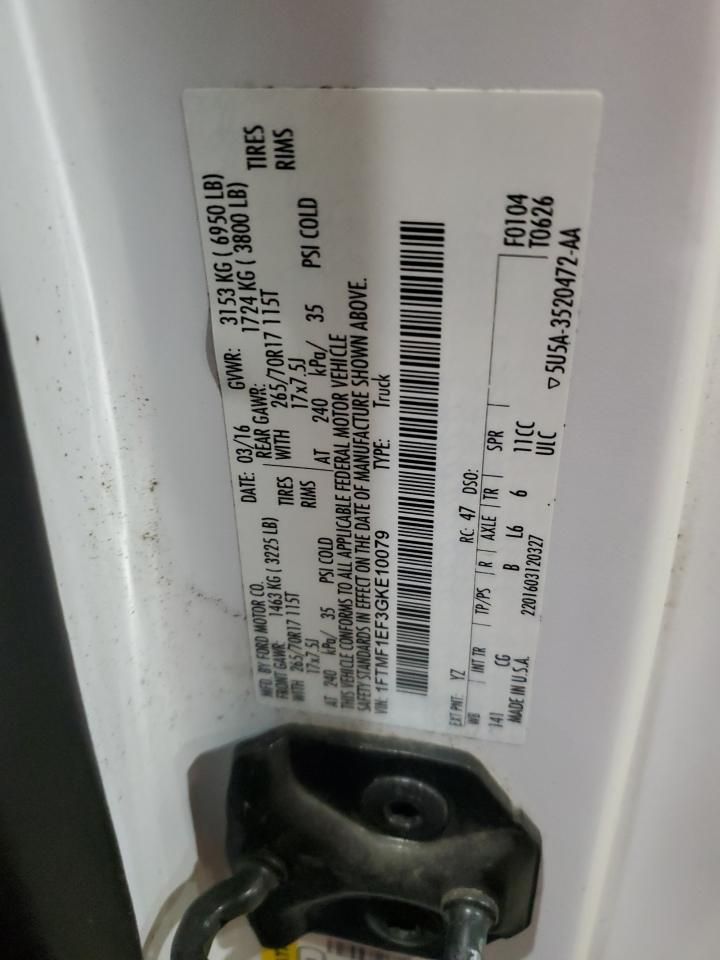 MFD. BY FORD MOTOR CO.
DATE: 03/16 GVWR: 3153 KG ( 6950 LB)
FRONT GAWR: 1463 KG ( 3225 LB) REAR GAWR: 1724 KG ( 3800 LB)
WITH 265/70R17 115T TIRES WITH 265/70R17 115T TIRES
17x7.5J RIMS 17x7.5J RIMS
AT 240 kPa/ 35 PSI COLD AT 240 kPa/ 35 PSI COLD
THIS VEHICLE CONFORMS TO ALL APPLICABLE FEDERAL MOTOR VEHICLE
SAFETY STANDARDS IN EFFECT ON THE DATE OF MANUFACTURE SHOWN ABOVE.
VIN: 1FTMF1EF3GKE10079 TYPE: Truck
EXT PNT: YZ RC: 47 DSO:
WB INT TR TP/PS R AXLE TR SPR F0104
141 CG B L6 6 11CC T0626
MADE IN U.S.A. 2201603120327 ULC
▽5U5A-3520472-AA